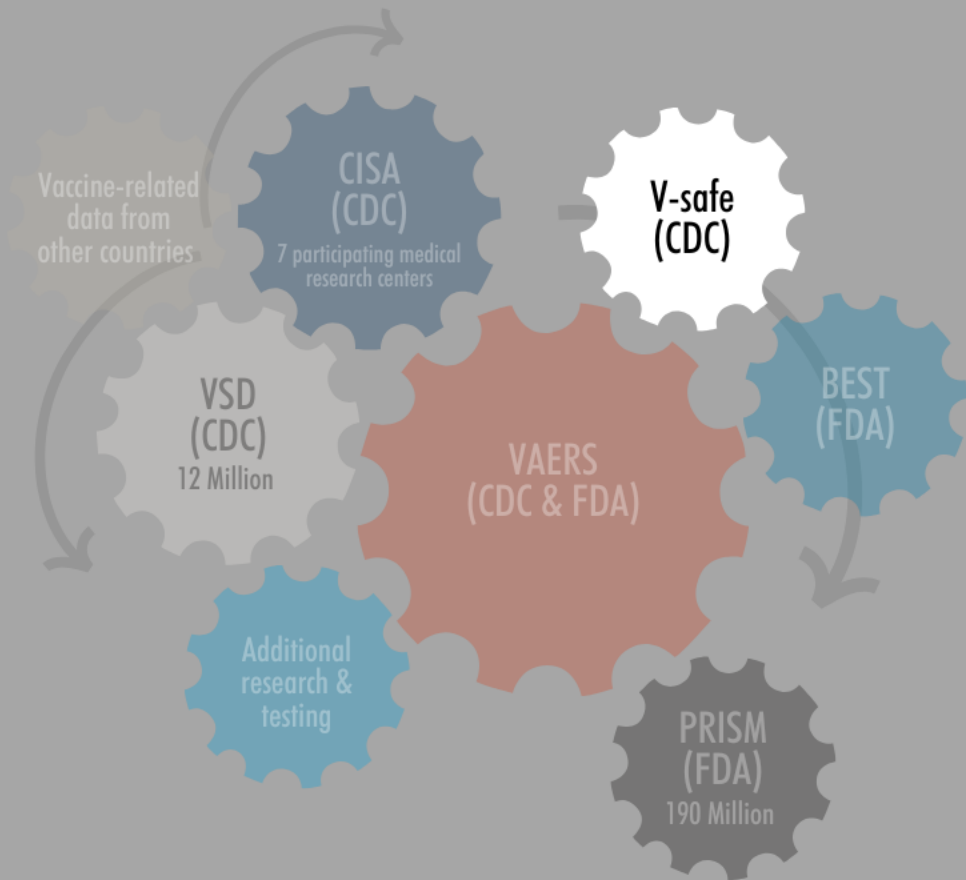 Vaccine-related
data from
other countries
CISA
(CDC)
7 participating medical
research centers
V-safe
(CDC)
VSD
(CDC)
12 Million
VAERS
(CDC & FDA)
BEST
(FDA)
Additional
research &
testing
PRISM
(FDA)
190 Million